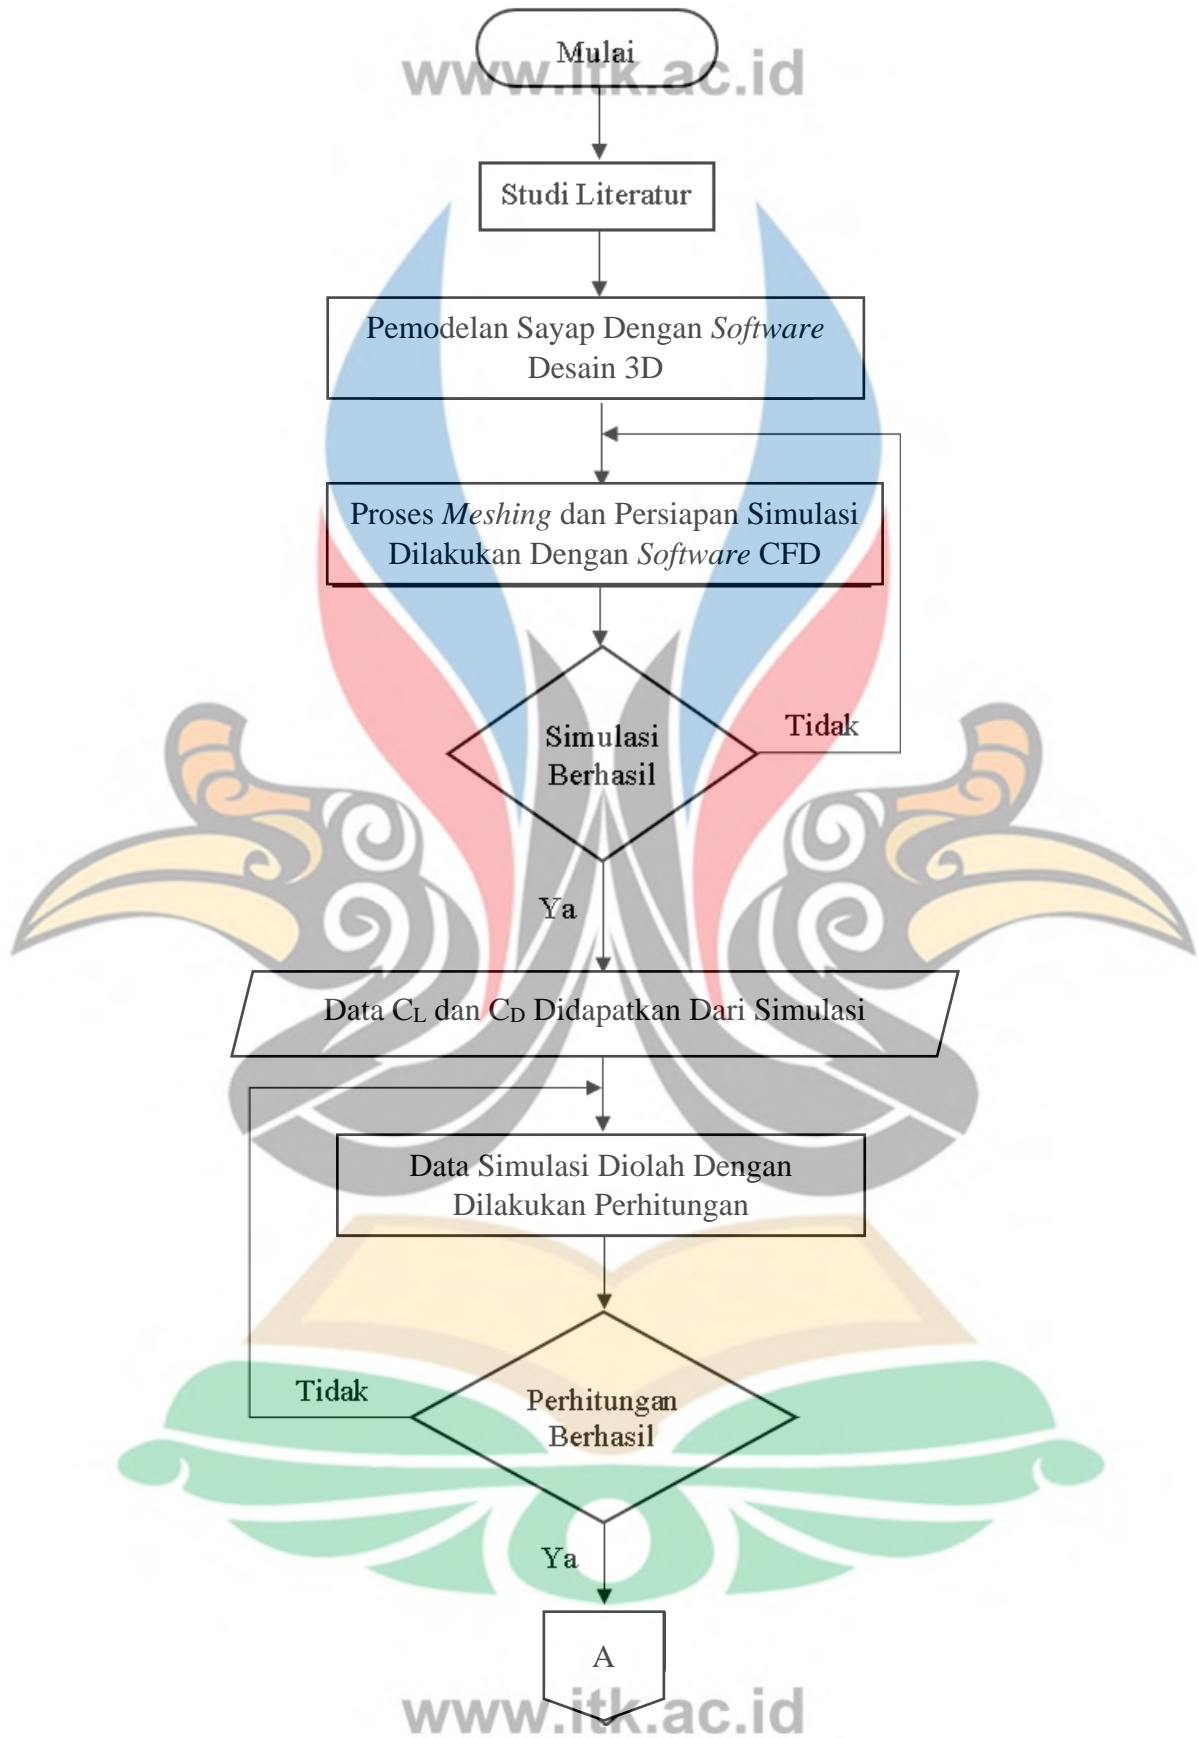 Mulai
www.itk.ac.id
Studi Literatur
Pemodelan Sayap Dengan Software
Desain 3D
Proses Meshing dan Persiapan Simulasi
Dilakukan Dengan Software CFD
Simulasi
Berhasil
Tidak
Ya
Data CL dan CD Didapatkan Dari Simulasi
Data Simulasi Diolah Dengan
Dilakukan Perhitungan
Tidak
Perhitungan
Berhasil
Ya
A
www.itk.ac.id